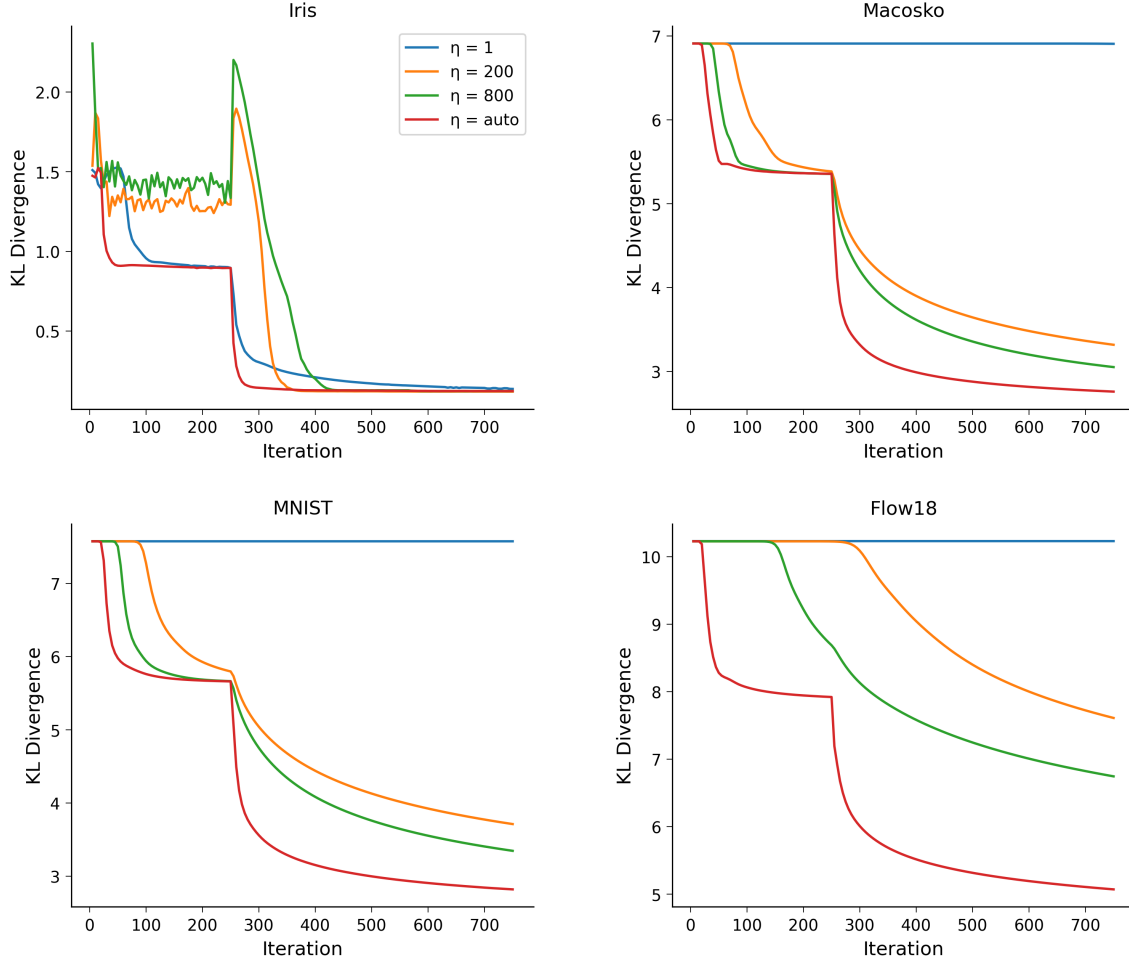 Iris
KL Divergence
2.0
1.5
1.0
0.5
η = 1
η = 200
η = 800
η = auto
0 100 200 300 400 500 600 700
Iteration
Macosko
KL Divergence
7
6
5
4
3
0 100 200 300 400 500 600 700
Iteration
MNIST
KL Divergence
7
6
5
4
3
0 100 200 300 400 500 600 700
Iteration
Flow18
KL Divergence
10
9
8
7
6
5
0 100 200 300 400 500 600 700
Iteration